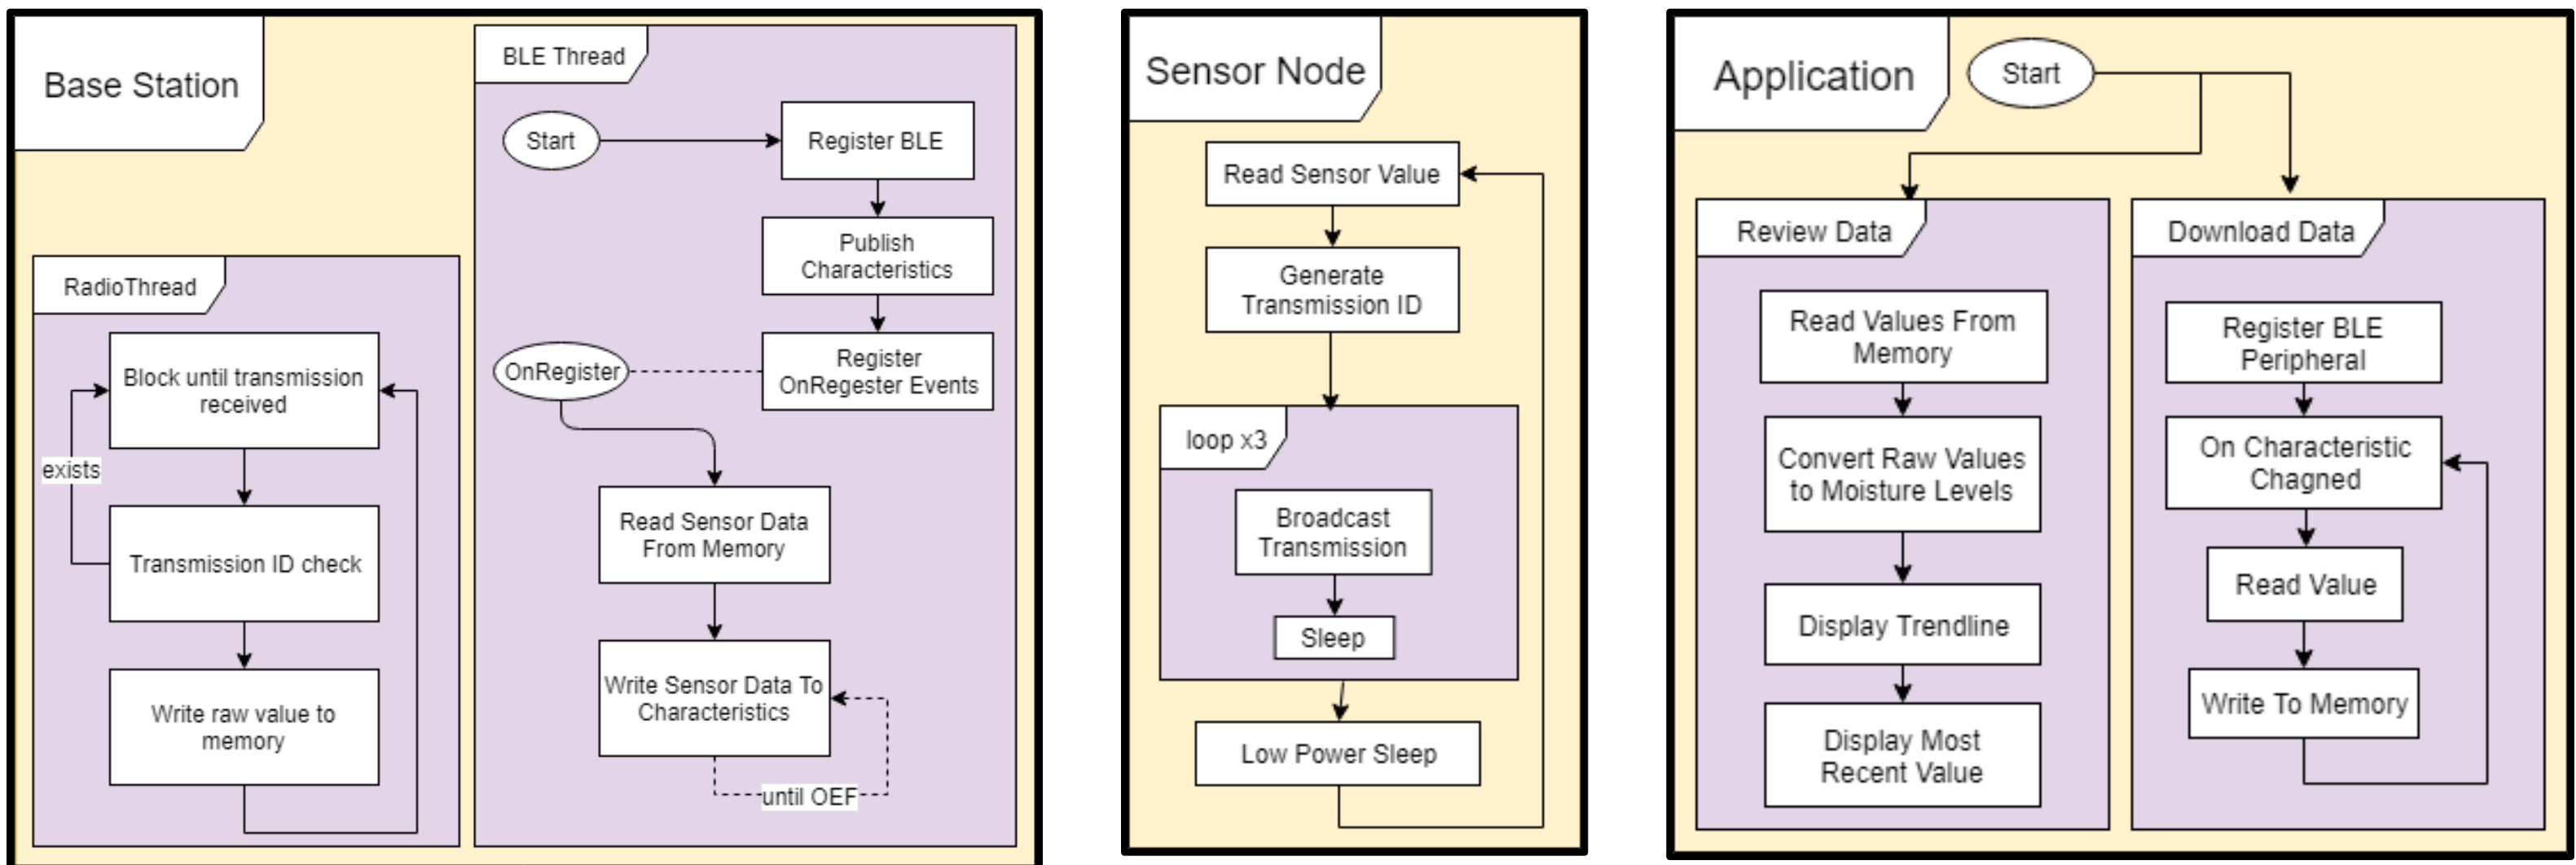 Base Station
RadioThread
Block until transmission
received
exists
Transmission ID check
Write raw value to
memory
BLE Thread
Start
Register BLE
Publish
Characteristics
Register
OnRegester Events
OnRegister
Read Sensor Data
From Memory
Write Sensor Data To
Characteristics
until OEF
Sensor Node
Read Sensor Value
Generate
Transmission ID
loop x3
Broadcast
Transmission
Sleep
Low Power Sleep
Application
Start
Review Data
Read Values From
Memory
Convert Raw Values
to Moisture Levels
Display Trendline
Display Most
Recent Value
Download Data
Register BLE
Peripheral
On Characteristic
Chagned
Read Value
Write To Memory